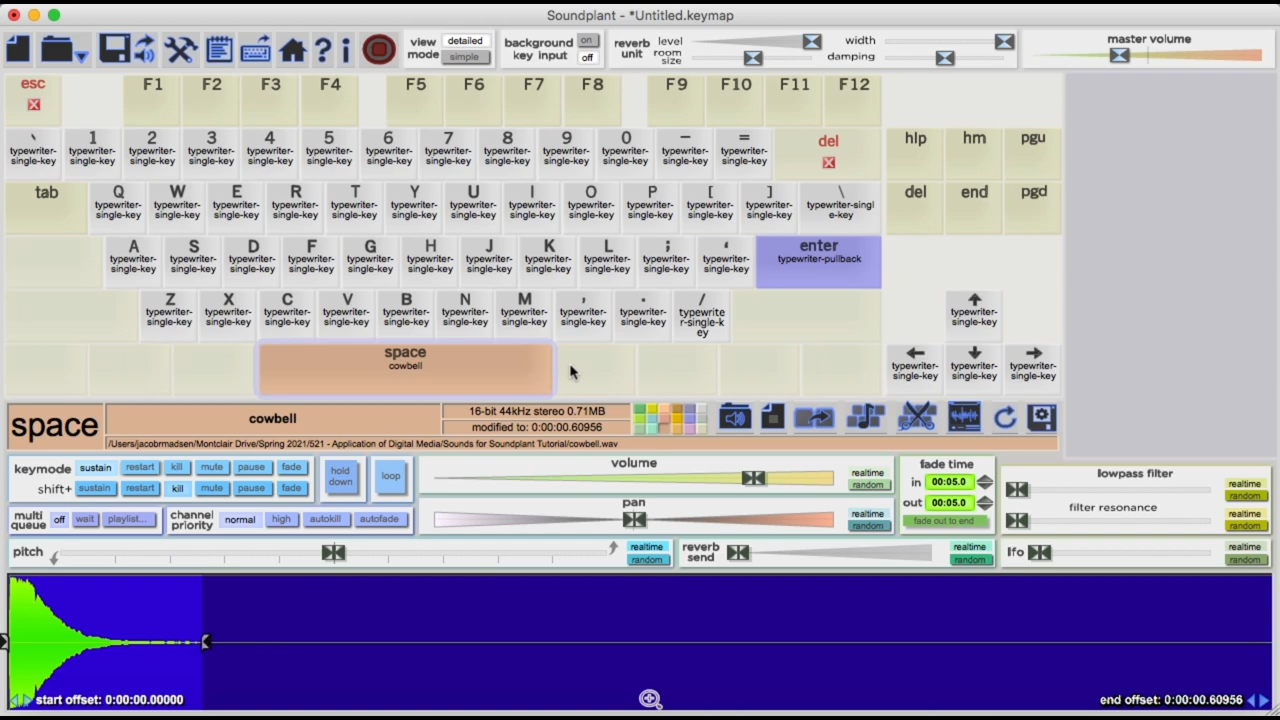 Soundplant - *Untitled.keymap
view mode detailed simple
background key input on off
reverb unit level room size width damping
master volume
esc F1 F2 F3 F4 F5 F6 F7 F8 F9 F10 F11 F12
` 1 2 3 4 5 6 7 8 9 0 - = del hlp hm pgu
typewriter-single-key typewriter-single-key typewriter-single-key typewriter-single-key typewriter-single-key typewriter-single-key typewriter-single-key typewriter-single-key typewriter-single-key typewriter-single-key typewriter-single-key typewriter-single-key typewriter-single-key
tab Q W E R T Y U I O P [ ] \ del end pgd
typewriter-single-key typewriter-single-key typewriter-single-key typewriter-single-key typewriter-single-key typewriter-single-key typewriter-single-key typewriter-single-key typewriter-single-key typewriter-single-key typewriter-single-key typewriter-single-key typewriter-single-key
A S D F G H J K L ; ‘ enter
typewriter-single-key typewriter-single-key typewriter-single-key typewriter-single-key typewriter-single-key typewriter-single-key typewriter-single-key typewriter-single-key typewriter-single-key typewriter-single-key typewriter-single-key typewriter-pullback
Z X C V B N M , . /
typewriter-single-key typewriter-single-key typewriter-single-key typewriter-single-key typewriter-single-key typewriter-single-key typewriter-single-key typewriter-single-key typewriter-single-key typewriter-single-key typewriter-single-key
space
cowbell
typewriter-single-key typewriter-single-key typewriter-single-key
space cowbell 16-bit 44kHz stereo 0.71MB
modified to: 0:00:00.60956
/Users/jacobrmadsen/Montclair Drive/Spring 2021/521 - Application of Digital Media/Sounds for Soundplant Tutorial/cowbell.wav
keymode sustain restart kill mute pause fade
shift+ sustain restart kill mute pause fade
hold down
loop
multi queue off wait playlist...
channel priority normal high autokill autofade
volume realtime random
pan realtime random
fade time
in 00:05.0
out 00:05.0
fade out to end
lowpass filter realtime random
filter resonance realtime random
pitch realtime random
reverb send realtime random
lfo realtime random
start offset: 0:00:00.00000
end offset: 0:00:00.60956